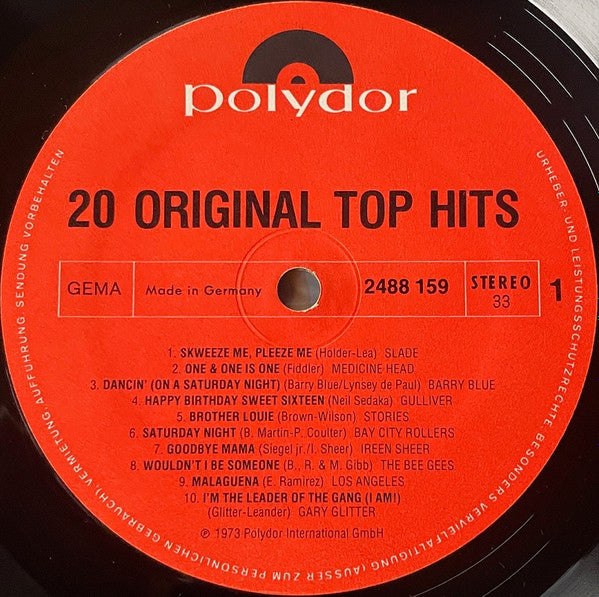 polydor
20 ORIGINAL TOP HITS
GEMA
Made in Germany
2488 159
STEREO
33
1
1. SKWEEZE ME, PLEEZE ME (Holder-Lea) SLADE
2. ONE & ONE IS ONE (Fiddler) MEDICINE HEAD
3. DANCIN' (ON A SATURDAY NIGHT) (Barry Blue/Lynsey de Paul) BARRY BLUE
4. HAPPY BIRTHDAY SWEET SIXTEEN (Neil Sedaka) GULLIVER
5. BROTHER LOUIE (Brown-Wilson) STORIES
6. SATURDAY NIGHT (B. Martin-P. Coulter) BAY CITY ROLLERS
7. GOODBYE MAMA (Siegel jr./I. Sheer) IREEN SHEER
8. WOULDN'T I BE SOMEONE (B., R. & M. Gibb) THE BEE GEES
9. MALAGUENA (E. Ramirez) LOS ANGELES
10. I'M THE LEADER OF THE GANG (I AM!)
(Glitter-Leander) GARY GLITTER
℗ 1973 Polydor International GmbH
URHEBER- UND LEISTUNGSSCHUTZRECHTE: BESONDERS VERVIELFÄLTIGUNG (AUSSER ZUM PERSÖNLICHEN GEBRAUCH), VERMIETUNG, AUFFÜHRUNG, SENDUNG VORBEHALTEN